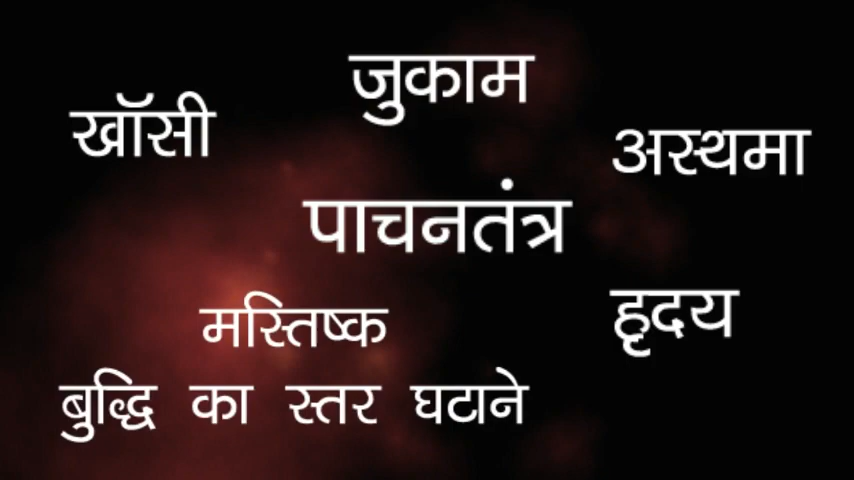 जुकाम
खॉसी
अस्थमा
पाचनतंत्र
हृदय
मस्तिष्क
बुद्धि का स्तर घटाने